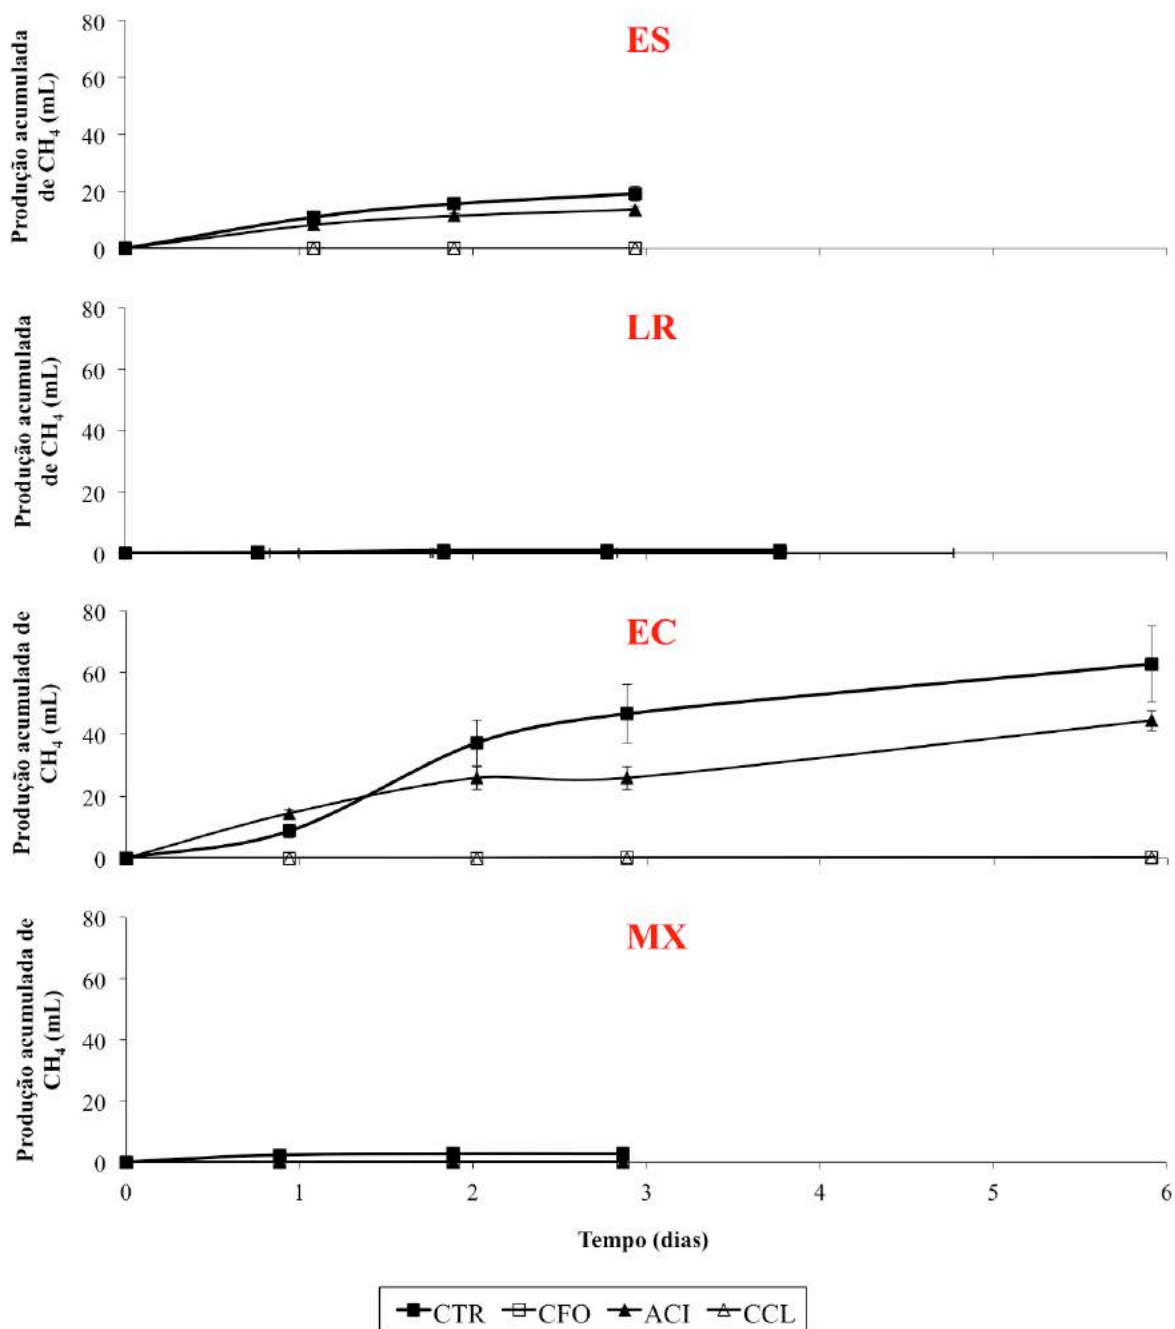 ES
Produção acumulada
de CH₄ (mL)
80
60
40
20
0
LR
Produção acumulada
de CH₄ (mL)
80
60
40
20
0
EC
Produção acumulada de
CH₄ (mL)
80
60
40
20
0
MX
Produção acumulada de
CH₄ (mL)
80
60
40
20
0
0 1 2 3 4 5 6
Tempo (dias)
CTR CFO ACI CCL